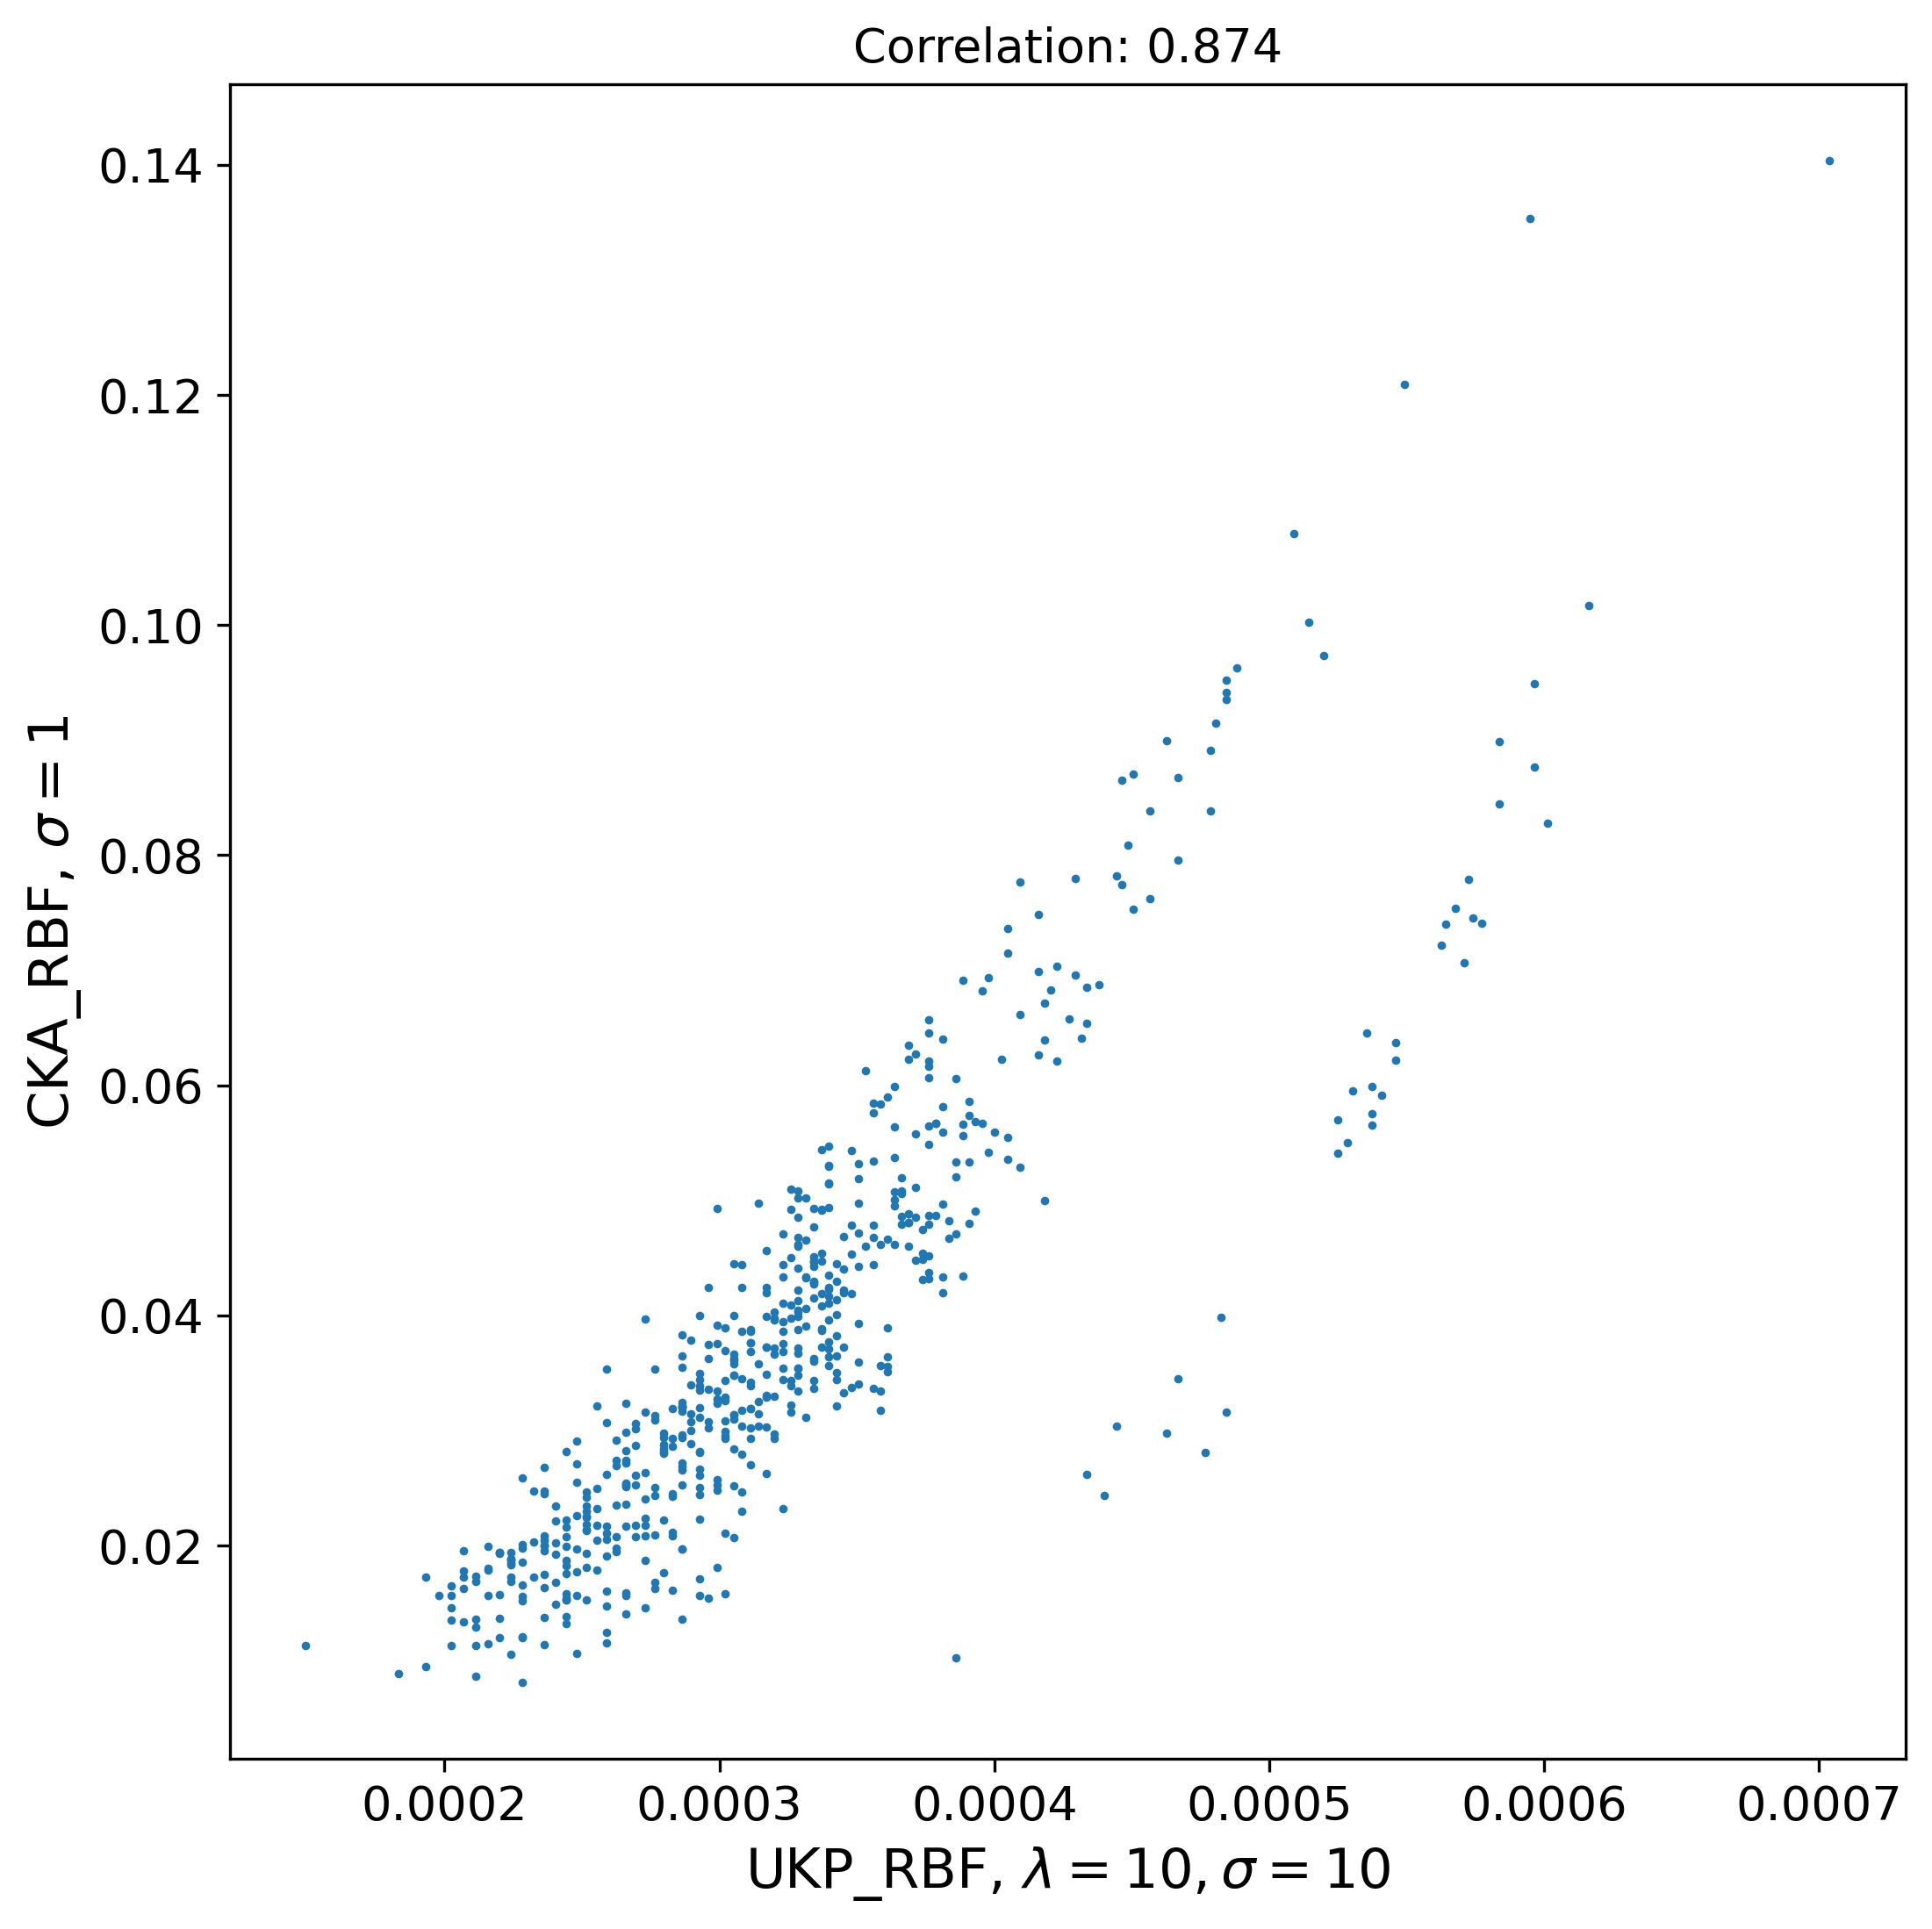 Correlation: 0.874
0.14
0.12
0.10
0.08
0.06
0.04
0.02
CKA_RBF, σ = 1
0.0002 0.0003 0.0004 0.0005 0.0006 0.0007
UKP_RBF, λ = 10, σ = 10